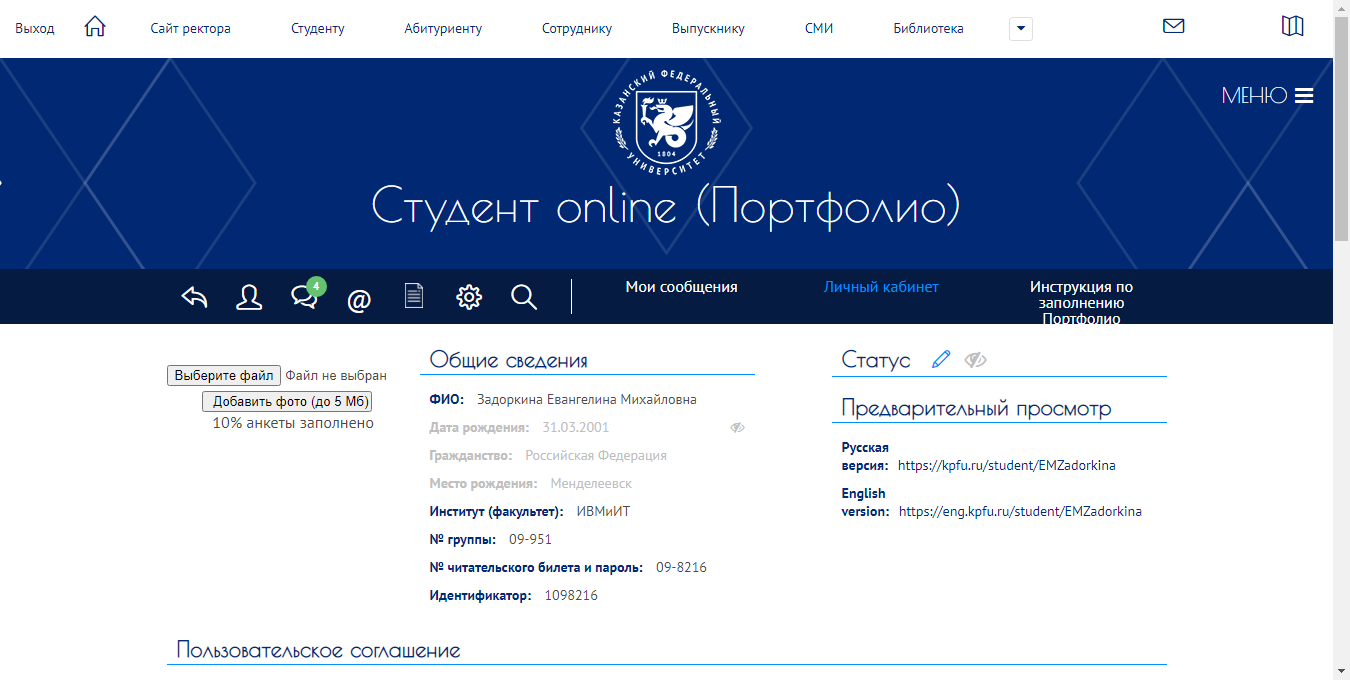 Выход
Сайт ректора
Студенту
Абитуриенту
Сотруднику
Выпускнику
СМИ
Библиотека
МЕНЮ
КАЗАНСКИЙ ФЕДЕРАЛЬНЫЙ
УНИВЕРСИТЕТ
1804
Студент online (Портфолио)
4
@
Мои сообщения
Личный кабинет
Инструкция по
заполнению
Портфолио
Выберите файл Файл не выбран
Добавить фото (до 5 Мб)
10% анкеты заполнено
Общие сведения
ФИО: Задоркина Евангелина Михайловна
Дата рождения: 31.03.2001
Гражданство: Российская Федерация
Место рождения: Менделеевск
Институт (факультет): ИВМиИТ
№ группы: 09-951
№ читательского билета и пароль: 09-8216
Идентификатор: 1098216
Статус
Предварительный просмотр
Русская
версия: https://kpfu.ru/student/EMZadorkina
English
version: https://eng.kpfu.ru/student/EMZadorkina
Пользовательское соглашение